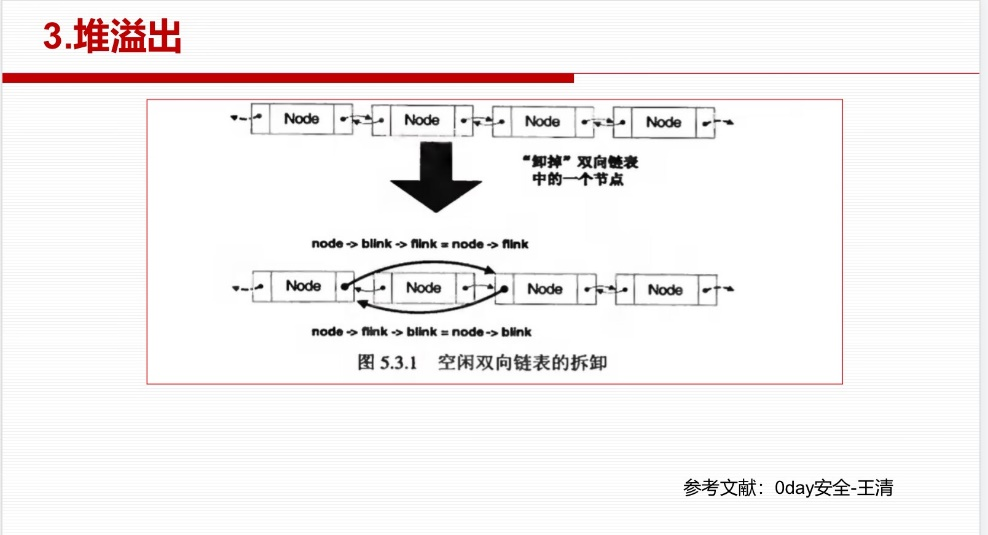 3.堆溢出
Node Node Node Node
“卸掉”双向链表
中的一个节点
node -> blink -> flink = node -> flink
Node Node Node Node
node -> flink -> blink = node -> blink
图 5.3.1 空闲双向链表的拆卸
参考文献：0day安全-王清